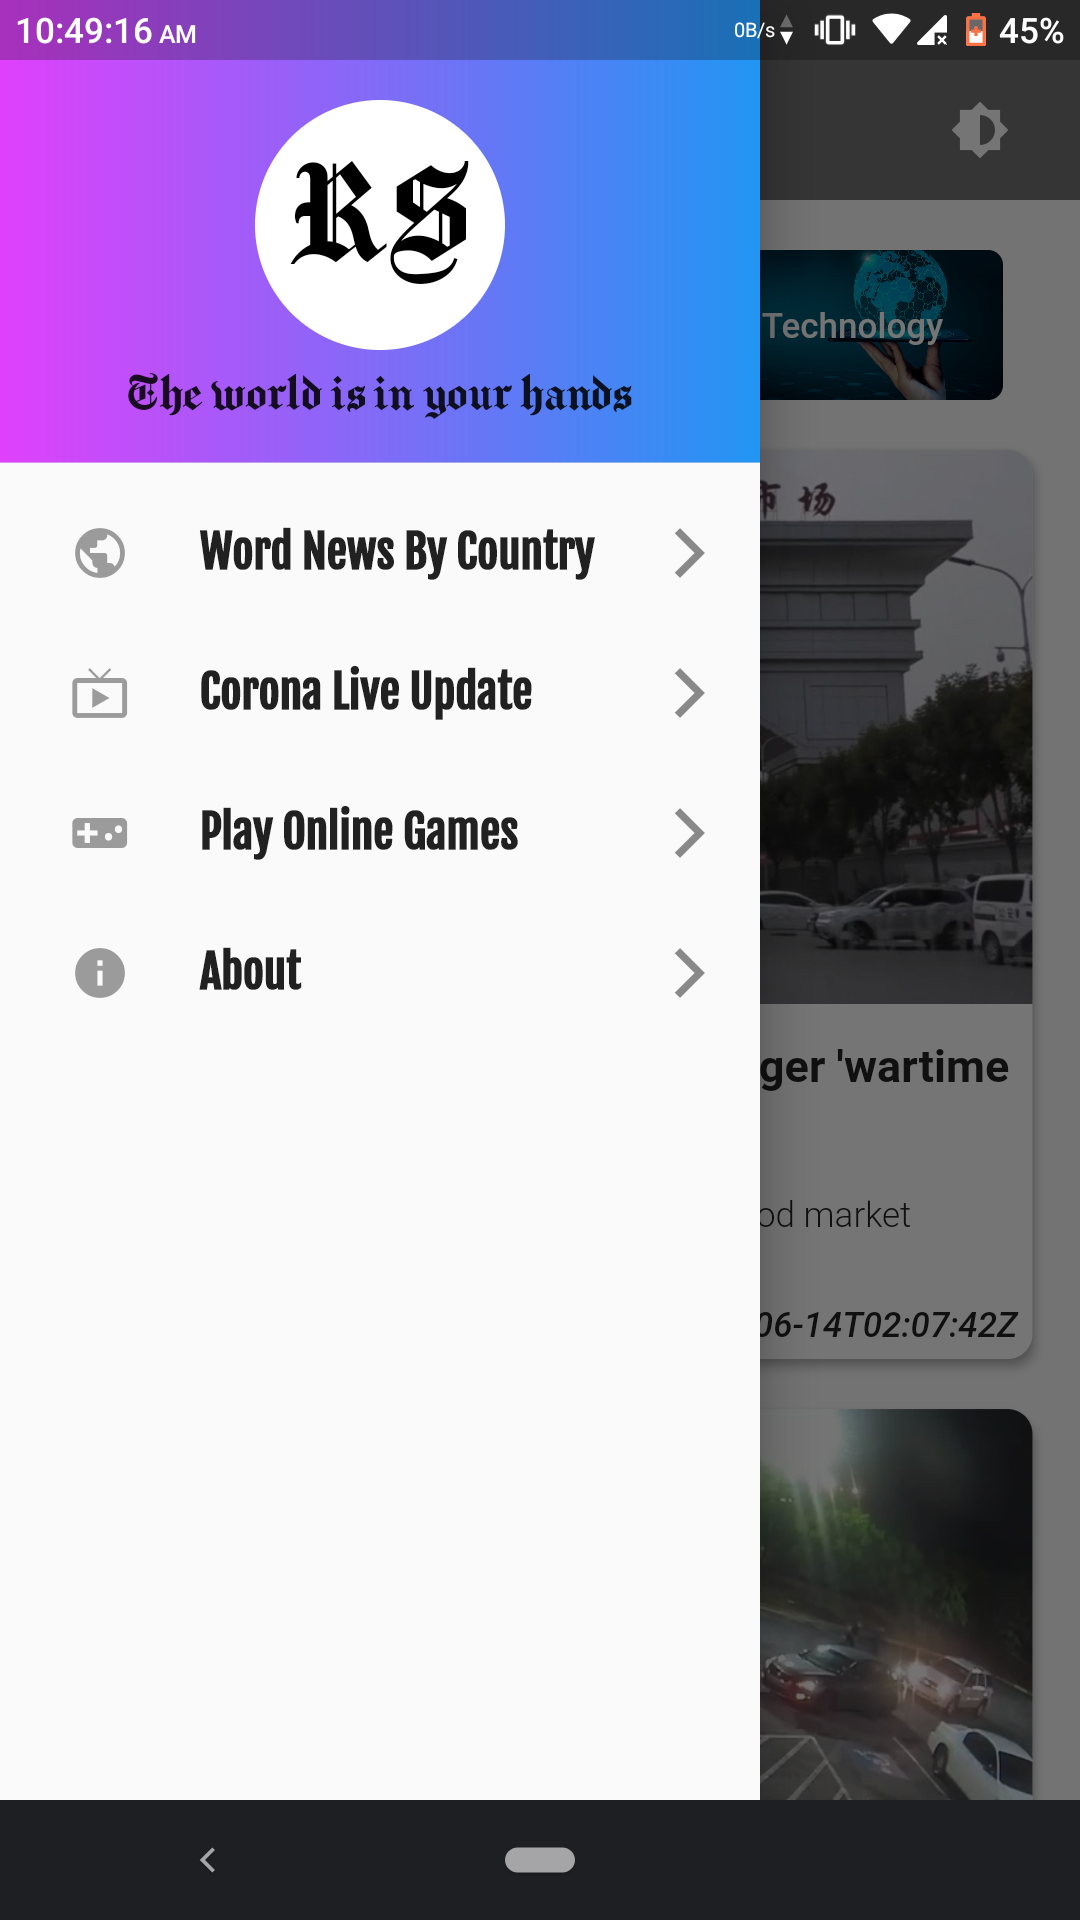 10:49:16 AM
0B/s
45%
RS
The world is in your hands
Technology
市场
Word News By Country
Corona Live Update
Play Online Games
About
ger 'wartime
od market
06-14T02:07:42Z